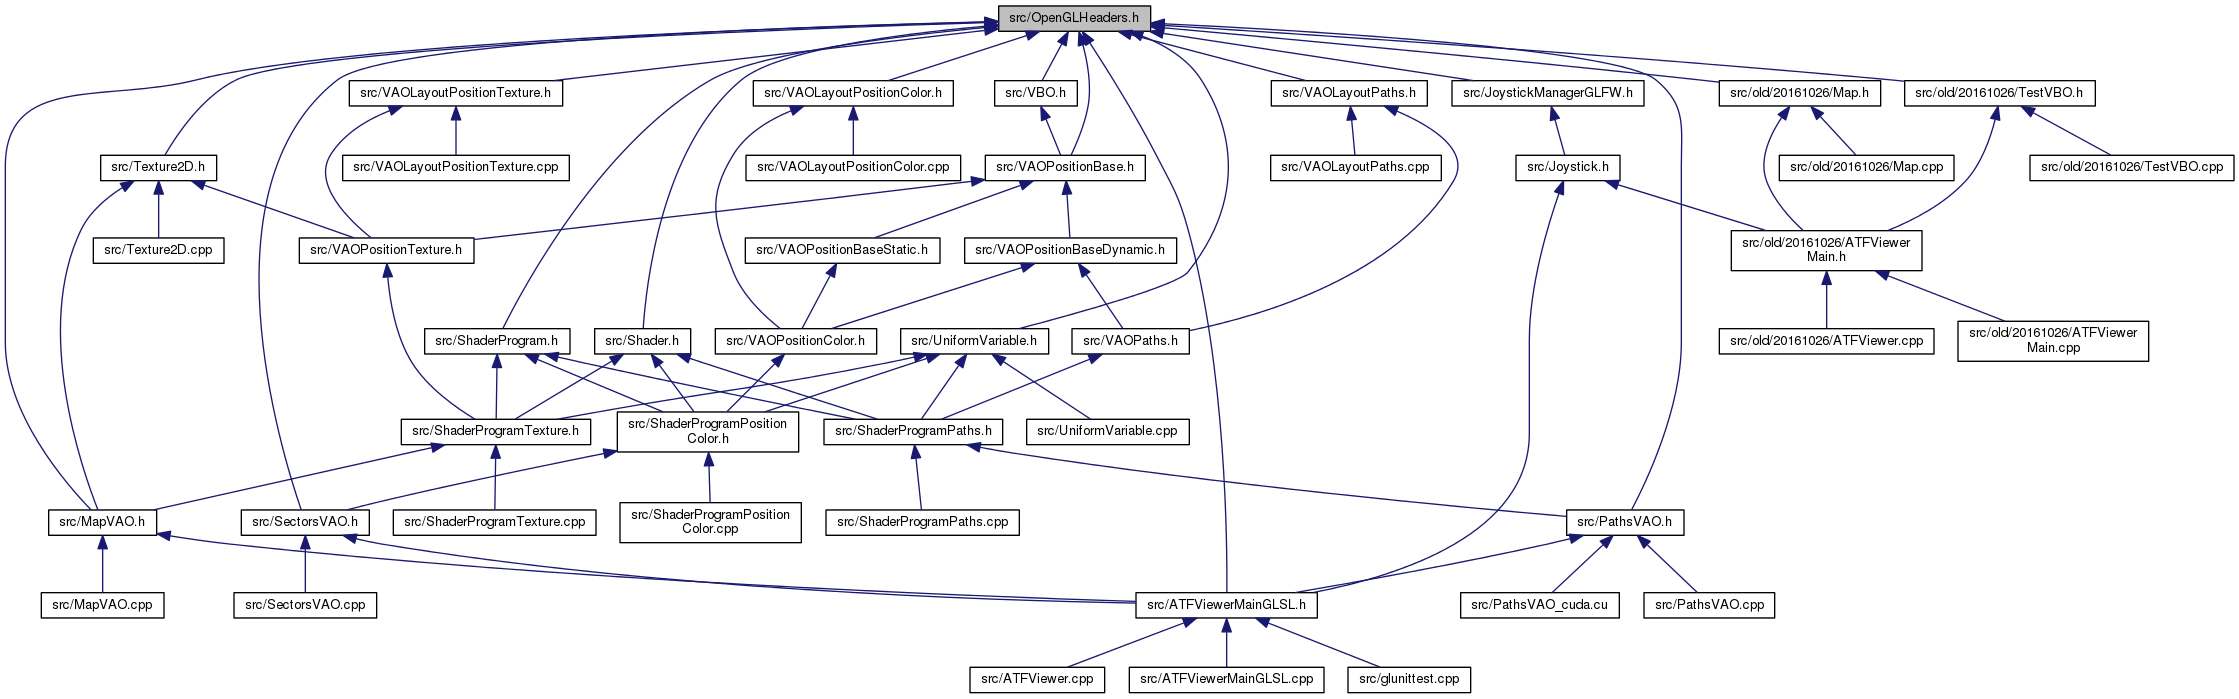 src/OpenGLHeaders.h
src/VAOLayoutPositionTexture.h
src/VAOLayoutPositionColor.h
src/VBO.h
src/VAOLayoutPaths.h
src/JoystickManagerGLFW.h
src/old/20161026/Map.h
src/old/20161026/TestVBO.h
src/Texture2D.h
src/VAOLayoutPositionTexture.cpp
src/VAOLayoutPositionColor.cpp
src/VAOPositionBase.h
src/VAOLayoutPaths.cpp
src/Joystick.h
src/old/20161026/Map.cpp
src/old/20161026/TestVBO.cpp
src/Texture2D.cpp
src/VAOPositionTexture.h
src/VAOPositionBaseStatic.h
src/VAOPositionBaseDynamic.h
src/old/20161026/ATFViewer
Main.h
src/ShaderProgram.h
src/Shader.h
src/VAOPositionColor.h
src/UniformVariable.h
src/VAOPaths.h
src/old/20161026/ATFViewer.cpp
src/old/20161026/ATFViewer
Main.cpp
src/ShaderProgramTexture.h
src/ShaderProgramPosition
Color.h
src/ShaderProgramPaths.h
src/UniformVariable.cpp
src/MapVAO.h
src/SectorsVAO.h
src/ShaderProgramTexture.cpp
src/ShaderProgramPosition
Color.cpp
src/ShaderProgramPaths.cpp
src/PathsVAO.h
src/MapVAO.cpp
src/SectorsVAO.cpp
src/ATFViewerMainGLSL.h
src/PathsVAO_cuda.cu
src/PathsVAO.cpp
src/ATFViewer.cpp
src/ATFViewerMainGLSL.cpp
src/glunittest.cpp